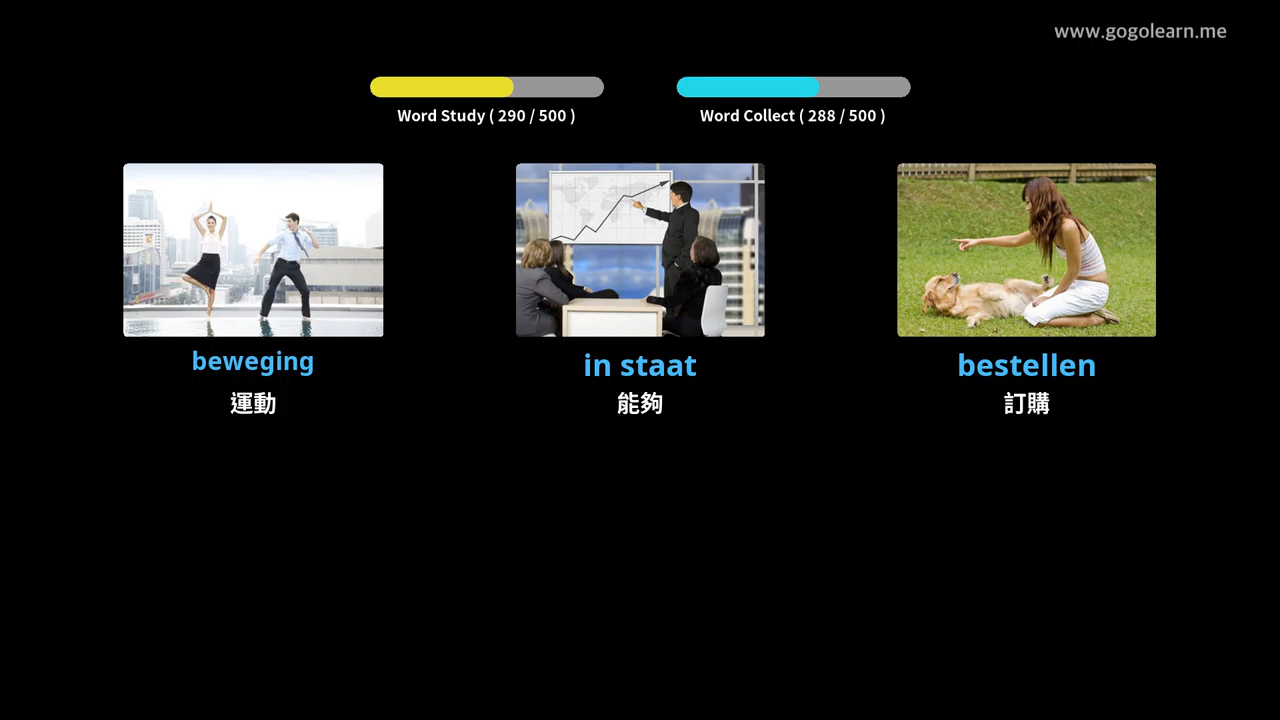 www.gogolearn.me
Word Study ( 290 / 500 )
Word Collect ( 288 / 500 )
beweging
運動
in staat
能夠
bestellen
訂購